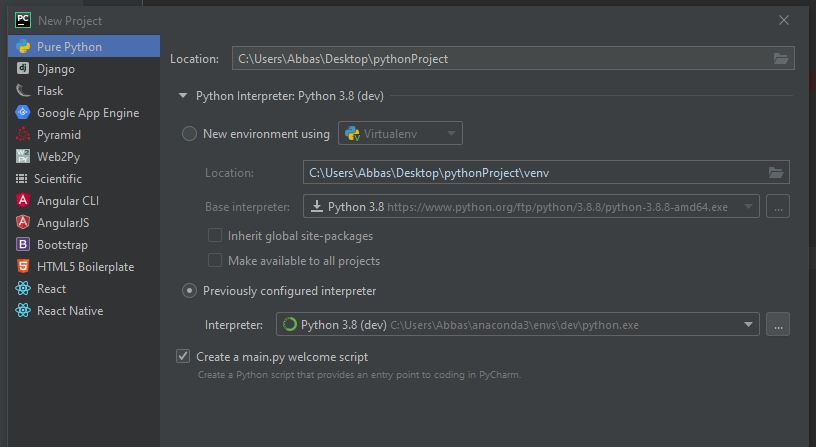 PC New Project
Pure Python
Django
Flask
Google App Engine
Pyramid
Web2Py
Scientific
Angular CLI
AngularJS
Bootstrap
HTML5 Boilerplate
React
React Native
Location: C:\Users\Abbas\Desktop\pythonProject
Python Interpreter: Python 3.8 (dev)
New environment using Virtualenv
Location: C:\Users\Abbas\Desktop\pythonProject\venv
Base interpreter: Python 3.8 https://www.python.org/ftp/python/3.8.8/python-3.8.8-amd64.exe ...
Inherit global site-packages
Make available to all projects
Previously configured interpreter
Interpreter: Python 3.8 (dev) C:\Users\Abbas\anaconda3\envs\dev\python.exe ...
Create a main.py welcome script
Create a Python script that provides an entry point to coding in PyCharm.